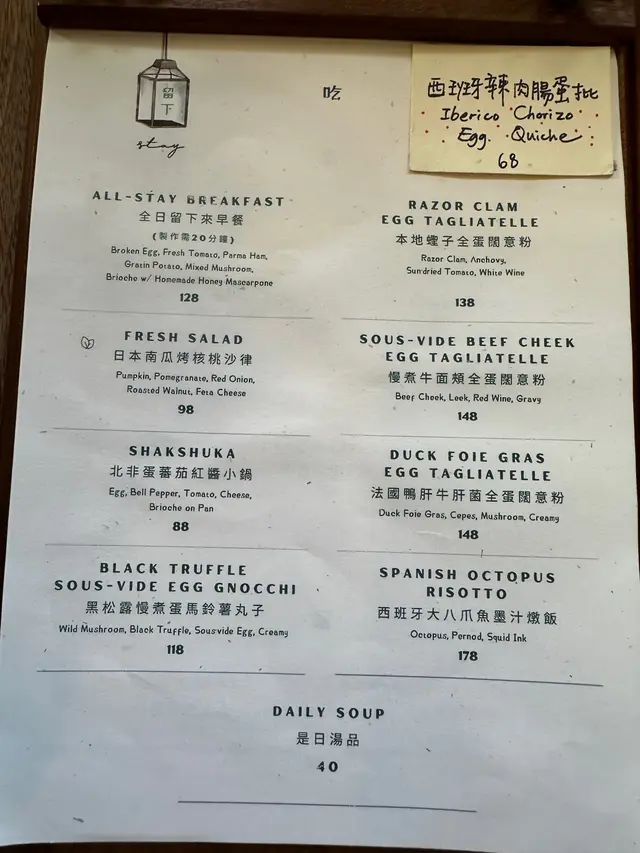 留
下
stay
吃
西班牙辣肉腸蛋批
Iberico Chorizo
Egg Quiche
68
ALL-STAY BREAKFAST
全日留下來早餐
(製作需20分鐘)
Broken Egg, Fresh Tomato, Parma Ham,
Gratin Potato, Mixed Mushroom,
Brioche w/ Homemade Honey Mascarpone
128
FRESH SALAD
日本南瓜烤核桃沙律
Pumpkin, Pomegranate, Red Onion,
Roasted Walnut, Feta Cheese
98
SHAKSHUKA
北非蛋蕃茄紅醬小鍋
Egg, Bell Pepper, Tomato, Cheese,
Brioche on Pan
88
BLACK TRUFFLE
SOUS-VIDE EGG GNOCCHI
黑松露慢煮蛋馬鈴薯丸子
Wild Mushroom, Black Truffle, Sous-vide Egg, Creamy
118
RAZOR CLAM
EGG TAGLIATELLE
本地蟶子全蛋闊意粉
Razor Clam, Anchovy,
Sundried Tomato, White Wine
138
SOUS-VIDE BEEF CHEEK
EGG TAGLIATELLE
慢煮牛面頰全蛋闊意粉
Beef Cheek, Leek, Red Wine, Gravy
148
DUCK FOIE GRAS
EGG TAGLIATELLE
法國鴨肝牛肝菌全蛋闊意粉
Duck Foie Gras, Cepes, Mushroom, Creamy
148
SPANISH OCTOPUS
RISOTTO
西班牙大八爪魚墨汁燉飯
Octopus, Pernod, Squid Ink
178
DAILY SOUP
是日湯品
40